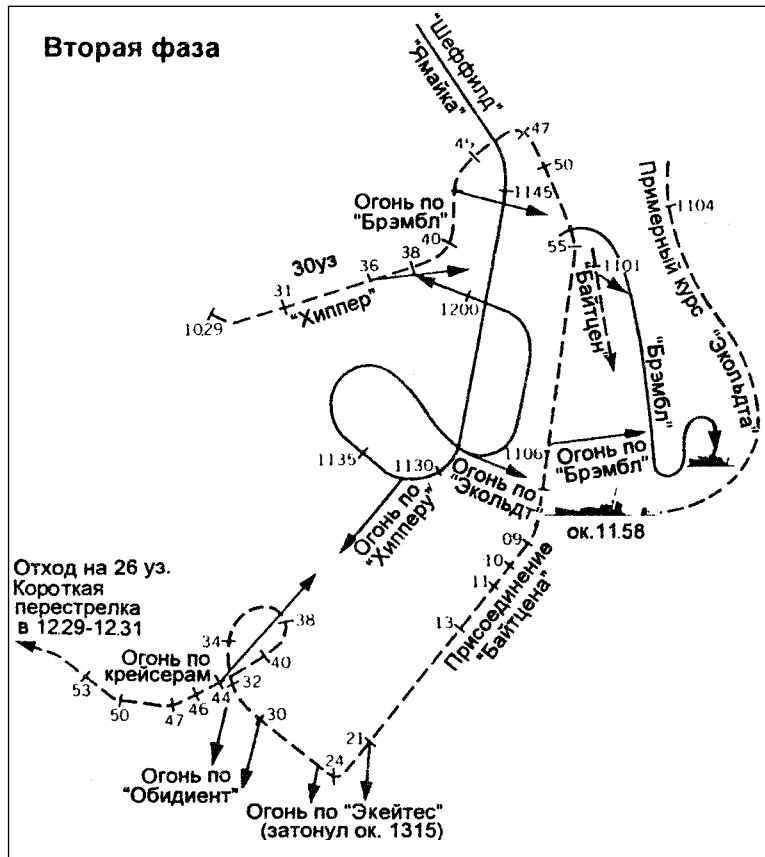 Вторая фаза
"Шеффилд"
"Ямайка"
47
45
50
1145
Огонь по
"Брэмбл"
40
55
Примерный курс
1104
"Экольдта"
30уз
38
36
31
10.29
"Хиппер"
1200
"Байтцен"
1101
"Брэмбл"
1135
1130
1106
Огонь по
"Экольдт"
Огонь по
"Брэмбл"
Огонь по
"Хипперу"
ок.11.58
09
10
11
13
Присоединение
"Байтцена"
Отход на 26 уз.
Короткая
перестрелка
в 12.29-12.31
34
38
Огонь по
крейсерам
40
53
50
47
46
44
32
30
21
24
Огонь по
"Обидиент"
Огонь по "Экейтес"
(затонул ок. 1315)